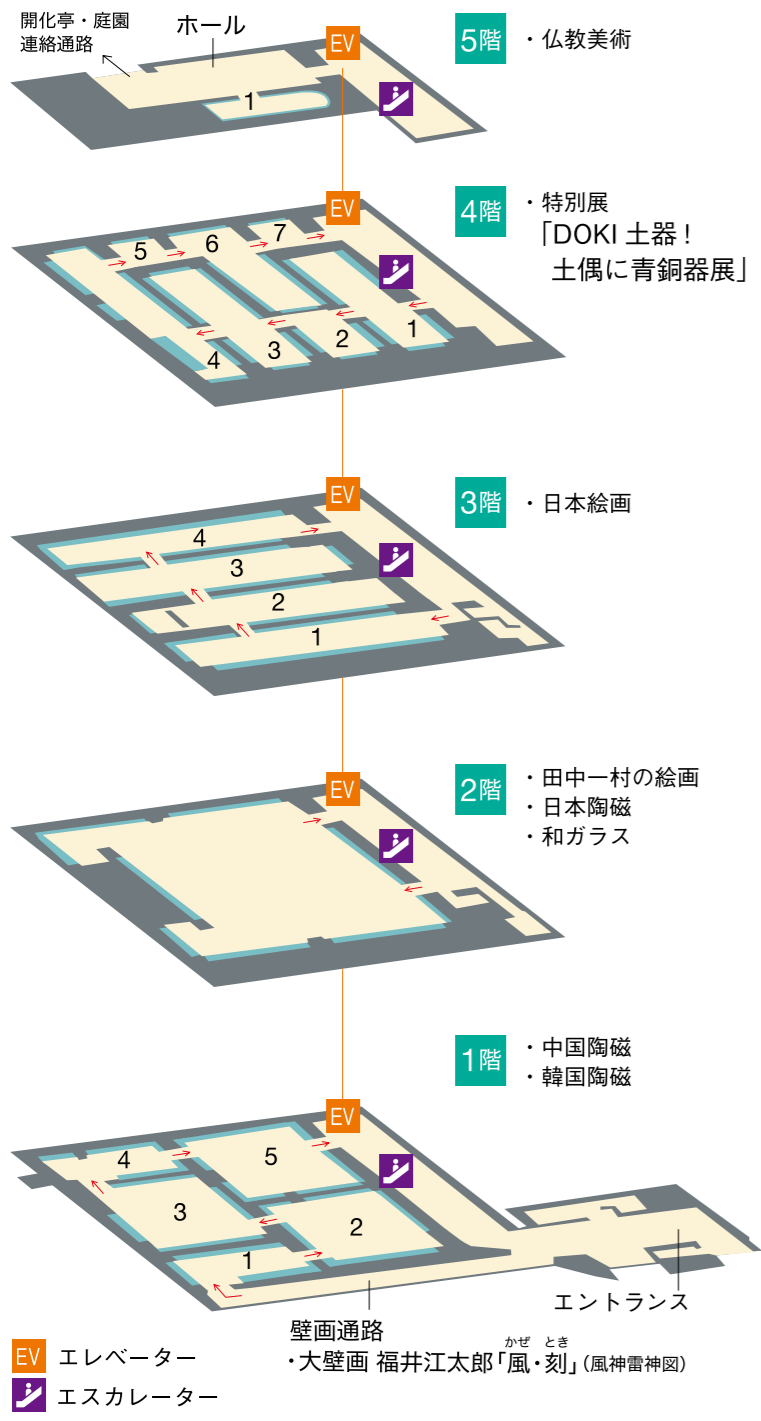 開化亭・庭園
連絡通路
ホール
EV
5階
・仏教美術
1
EV
4階
・特別展
「DOKI 土器！
土偶に青銅器展」
5
6
7
1
2
3
4
EV
3階
・日本絵画
4
3
2
1
EV
2階
・田中一村の絵画
・日本陶磁
・和ガラス
1階
・中国陶磁
・韓国陶磁
EV
4
5
3
2
1
エントランス
壁画通路
かぜ とき
・大壁画 福井江太郎「風・刻」（風神雷神図）
EV エレベーター
エスカレーター